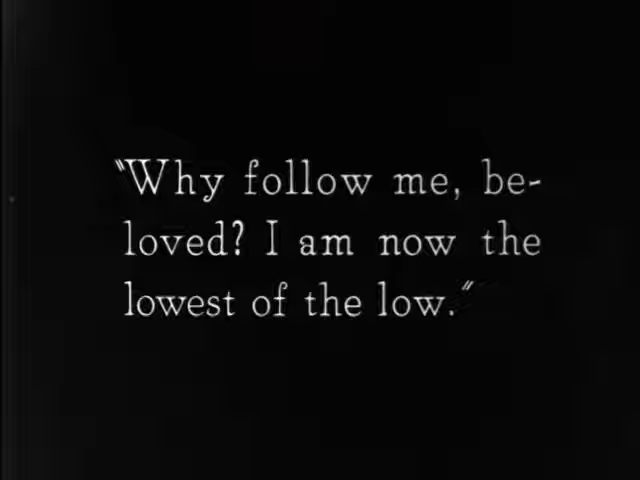 "Why follow me, be-
loved? I am now the
lowest of the low."